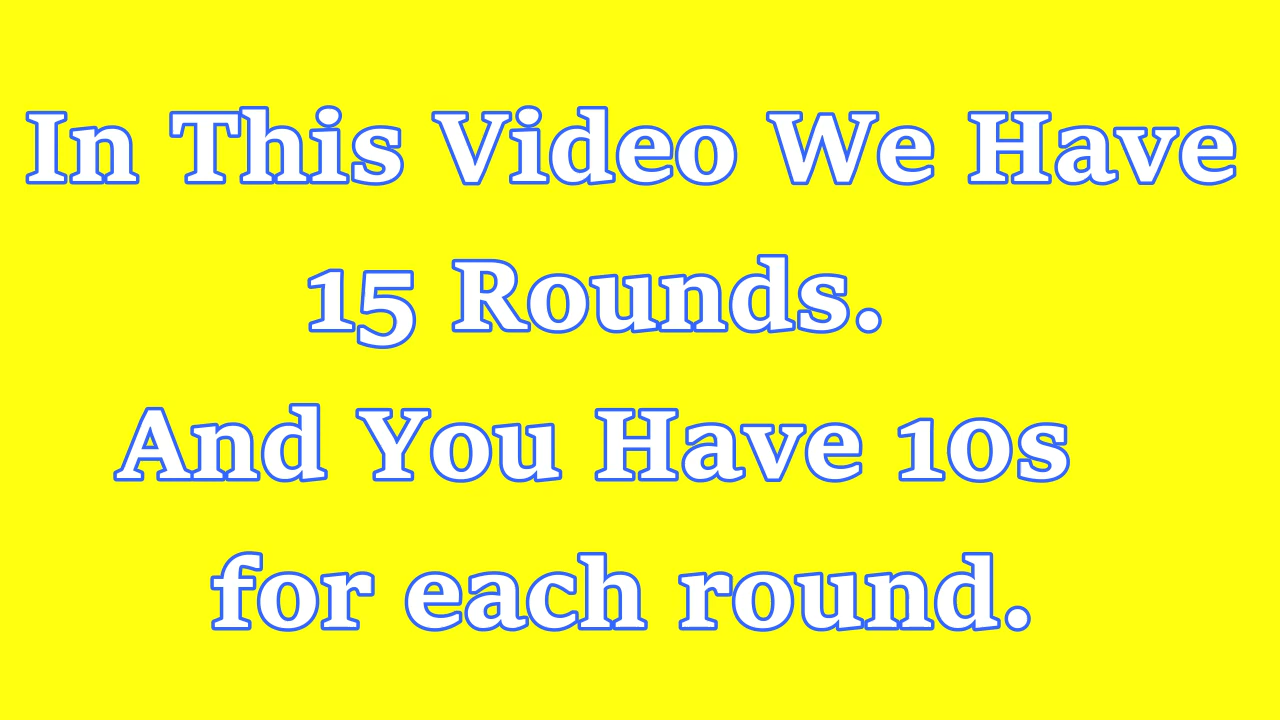 In This Video We Have
15 Rounds.
And You Have 10s
for each round.